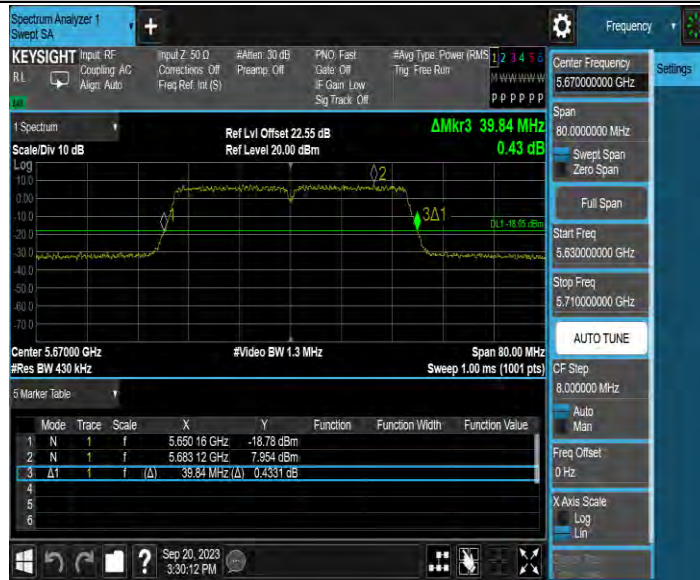 Spectrum Analyzer 1
Swept SA
+
Frequency
KEYSIGHT Input: RF Input Z: 50 Ω #Atten: 30 dB PNO: Fast #Avg Type: Power (RMS 1 2 3 4 5 6
RL Coupling: AC Corrections: Off Preamp: Off Gate: Off Trig: Free Run M W W W W W
Align: Auto Freq Ref: Int (S) IF Gain: Low
Sig Track: Off P P P P P P
Center Frequency
5.670000000 GHz
Settings
Span
80.0000000 MHz
Swept Span
Zero Span
Full Span
Start Freq
5.630000000 GHz
Stop Freq
5.710000000 GHz
AUTO TUNE
CF Step
8.000000 MHz
Auto
Man
Freq Offset
0 Hz
X Axis Scale
Log
Lin
1 Spectrum
Scale/Div 10 dB
Ref Lvl Offset 22.55 dB
Ref Level 20.00 dBm
ΔMkr3 39.84 MHz
0.43 dB
Log
10.0
0.00
-10.0
-20.0
-30.0
-40.0
-50.0
-60.0
-70.0
1
2
3Δ1
DL1 -18.05 dBm
Center 5.67000 GHz #Video BW 1.3 MHz Span 80.00 MHz
#Res BW 430 kHz Sweep 1.00 ms (1001 pts)
5 Marker Table
Mode Trace Scale X Y Function Function Width Function Value
1 N 1 f 5.650 16 GHz -18.78 dBm
2 N 1 f 5.683 12 GHz 7.954 dBm
3 Δ1 1 f (Δ) 39.84 MHz (Δ) 0.4331 dB
4
5
6
? Sep 20, 2023
3:30:12 PM